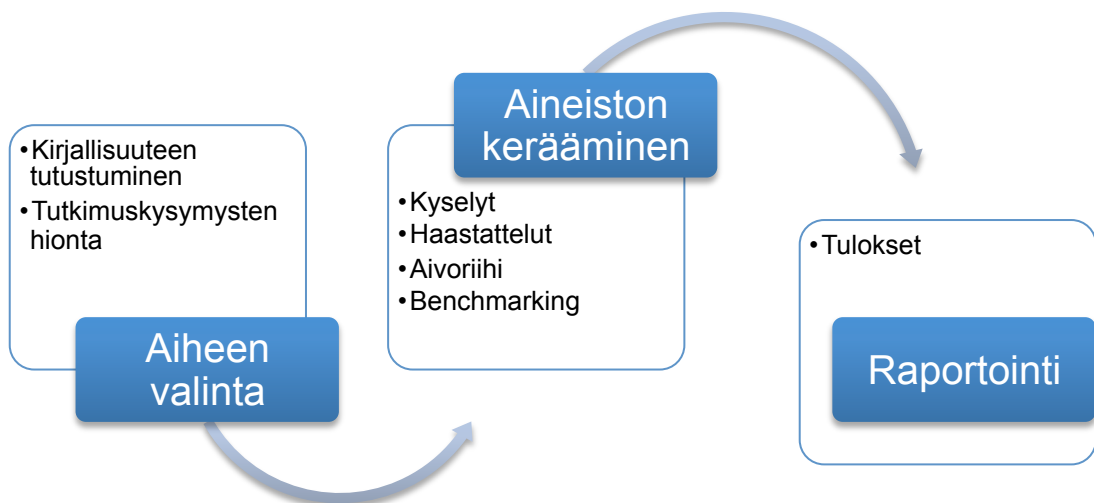 •Kirjallisuuteen
tutustuminen
•Tutkimuskysymysten
hionta
Aiheen
valinta
Aineiston
kerääminen
•Kyselyt
•Haastattelut
•Aivoriihi
•Benchmarking
•Tulokset
Raportointi